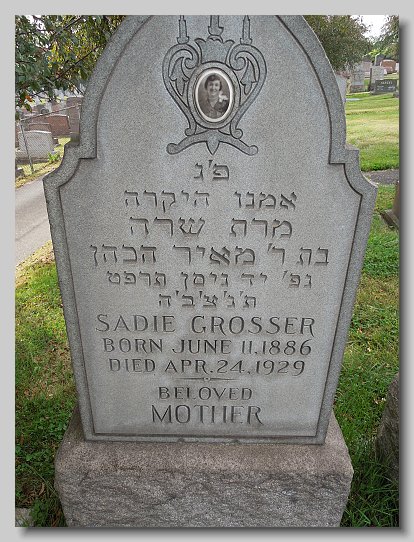 פ'נ
אמנו היקרה
מרת שרה
בת ר' מאיר הכהן
נפ' יד ניסן תרפט
ת'נ'צ'ב'ה
SADIE GROSSER
BORN JUNE 11, 1886
DIED APR. 24, 1929
BELOVED
MOTHER